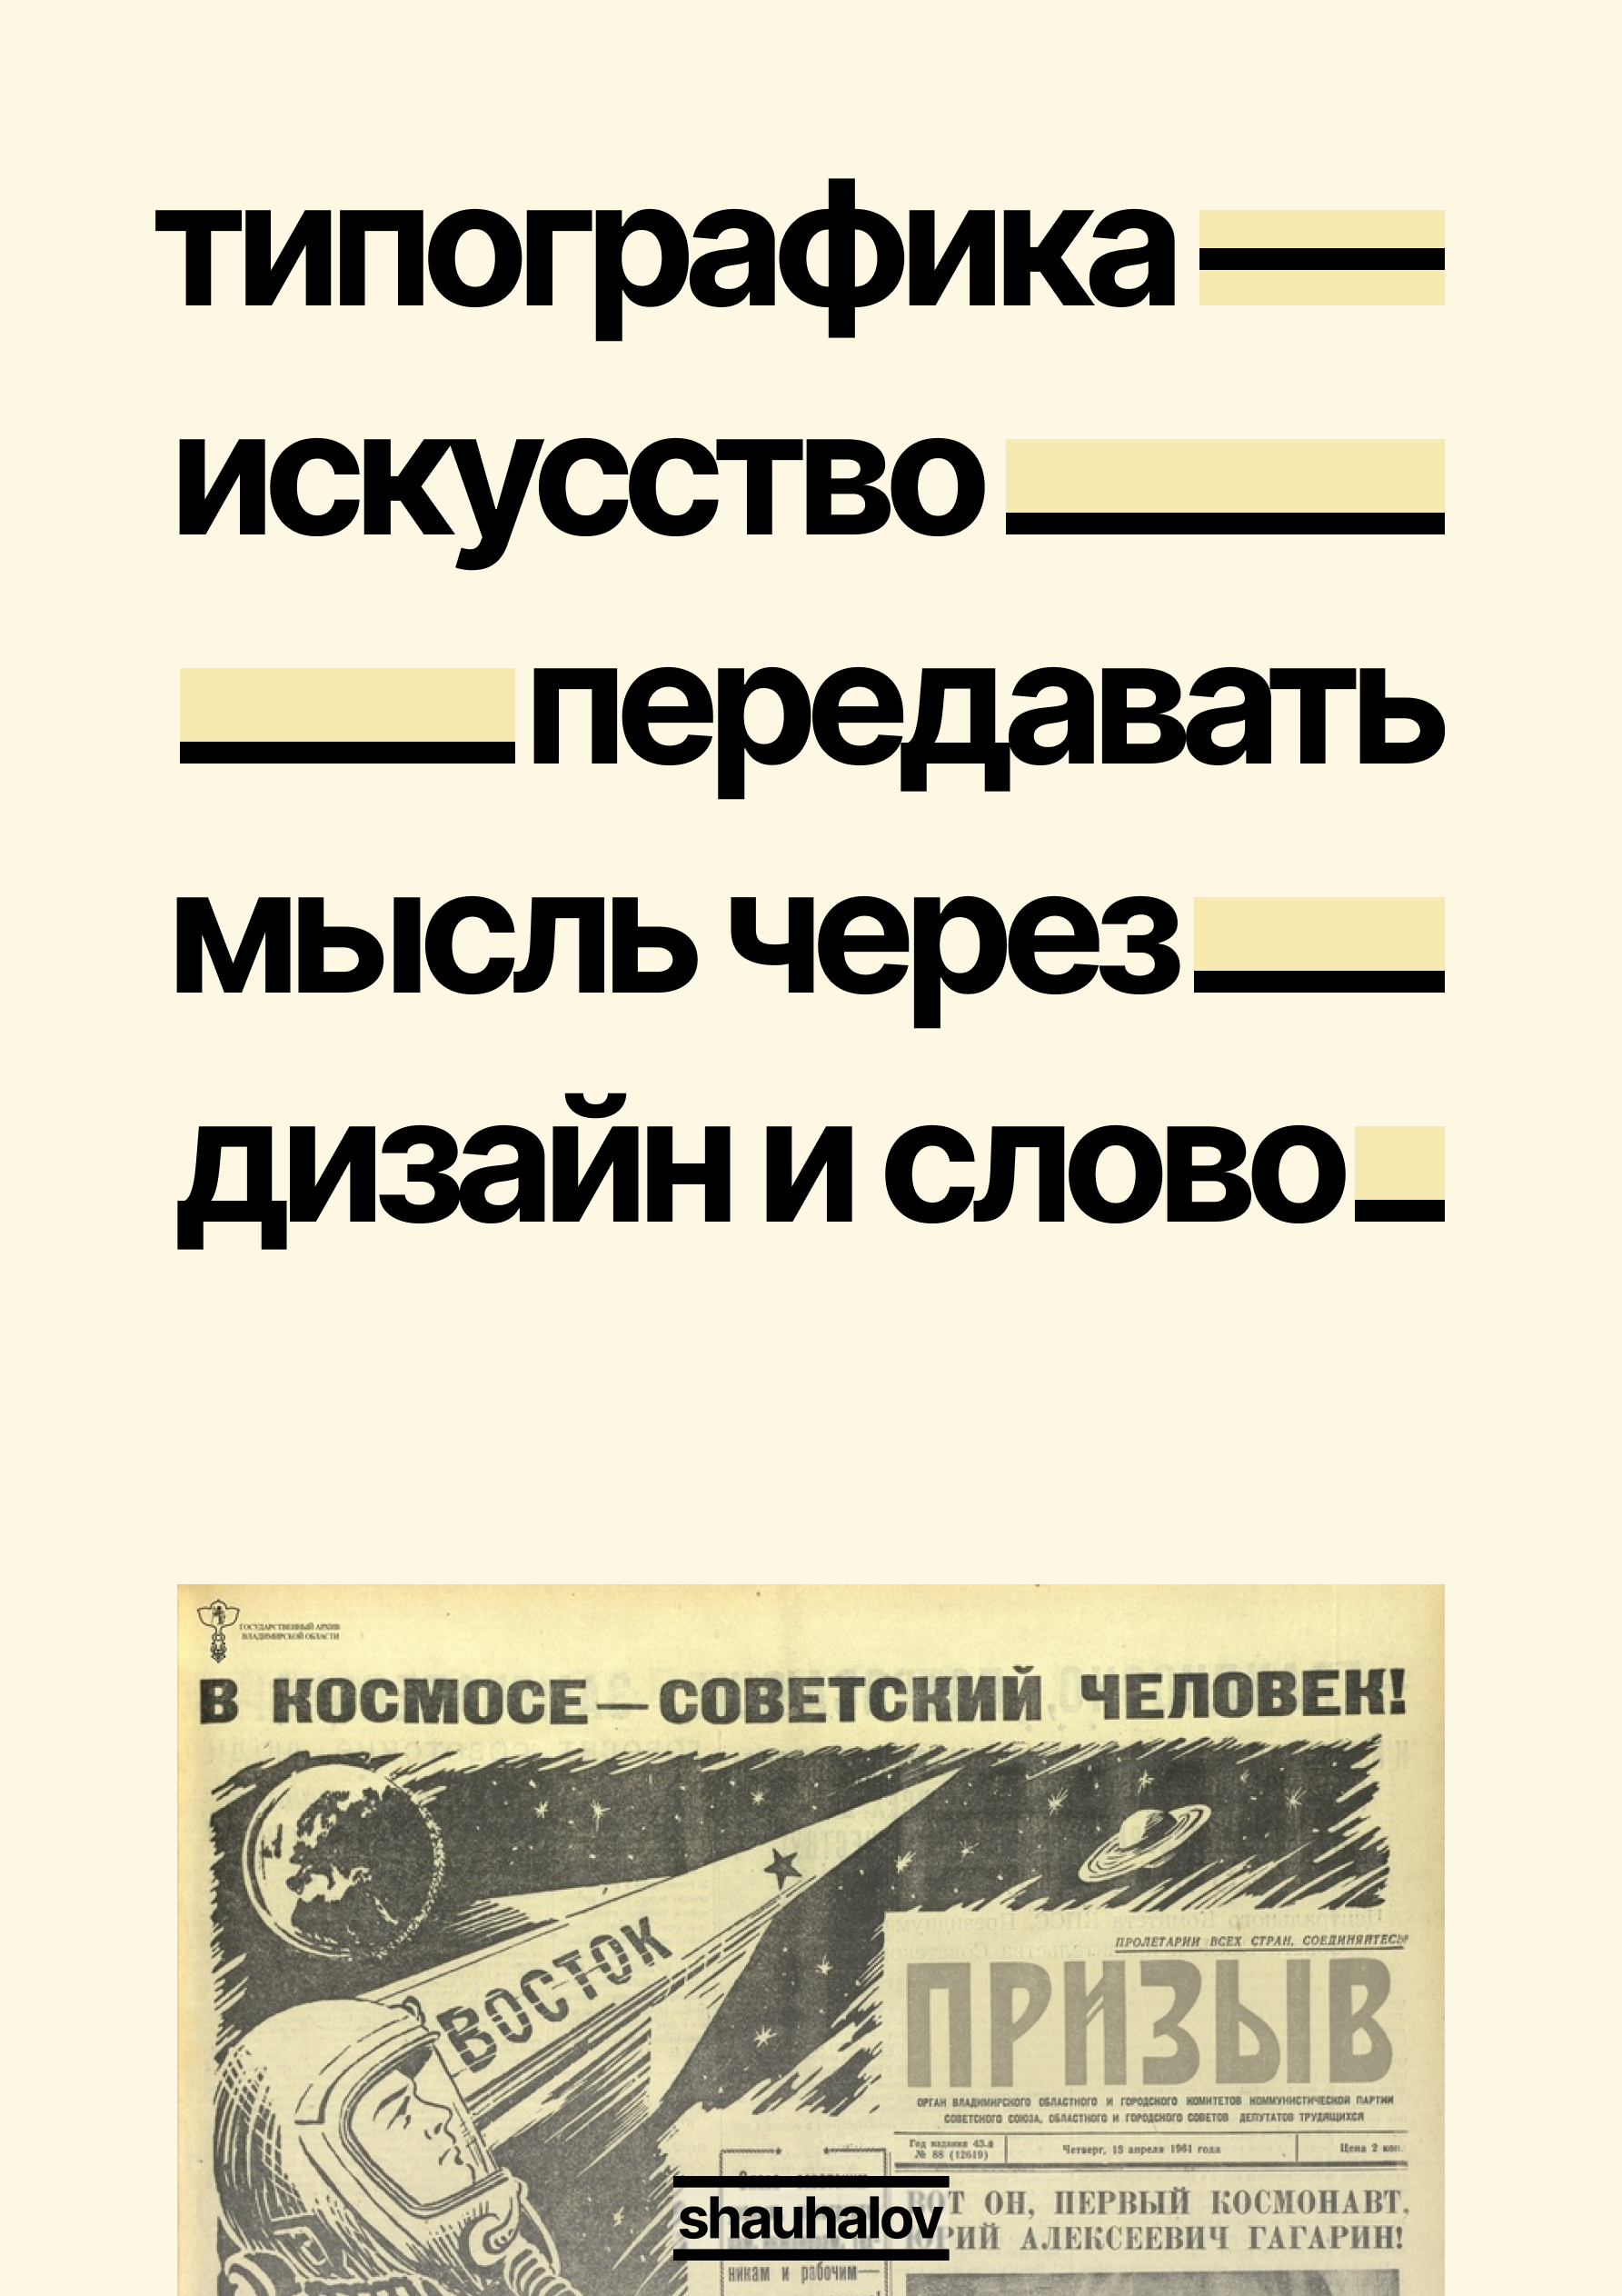 типографика
искусство
передавать
мысль через
дизайн и слово
ГОСУДАРСТВЕННЫЙ АРХИВ
ВЛАДИМИРСКОЙ ОБЛАСТИ
В КОСМОСЕ — СОВЕТСКИЙ ЧЕЛОВЕК!
ВОСТОК
ПРОЛЕТАРИИ ВСЕХ СТРАН, СОЕДИНЯЙТЕСЬ
ПРИЗЫВ
ОРГАН ВЛАДИМИРСКОГО ОБЛАСТНОГО И ГОРОДСКОГО КОМИТЕТОВ КОММУНИСТИЧЕСКОЙ ПАРТИИ
СОВЕТСКОГО СОЮЗА, ОБЛАСТНОГО И ГОРОДСКОГО СОВЕТОВ ДЕПУТАТОВ ТРУДЯЩИХСЯ
Год издания 43-й
№ 88 (12619)
Четверг, 13 апреля 1961 года
Цена 2 коп.
ВОТ ОН, ПЕРВЫЙ КОСМОНАВТ,
ЮРИЙ АЛЕКСЕЕВИЧ ГАГАРИН!
shauhalov
никам и рабочим—